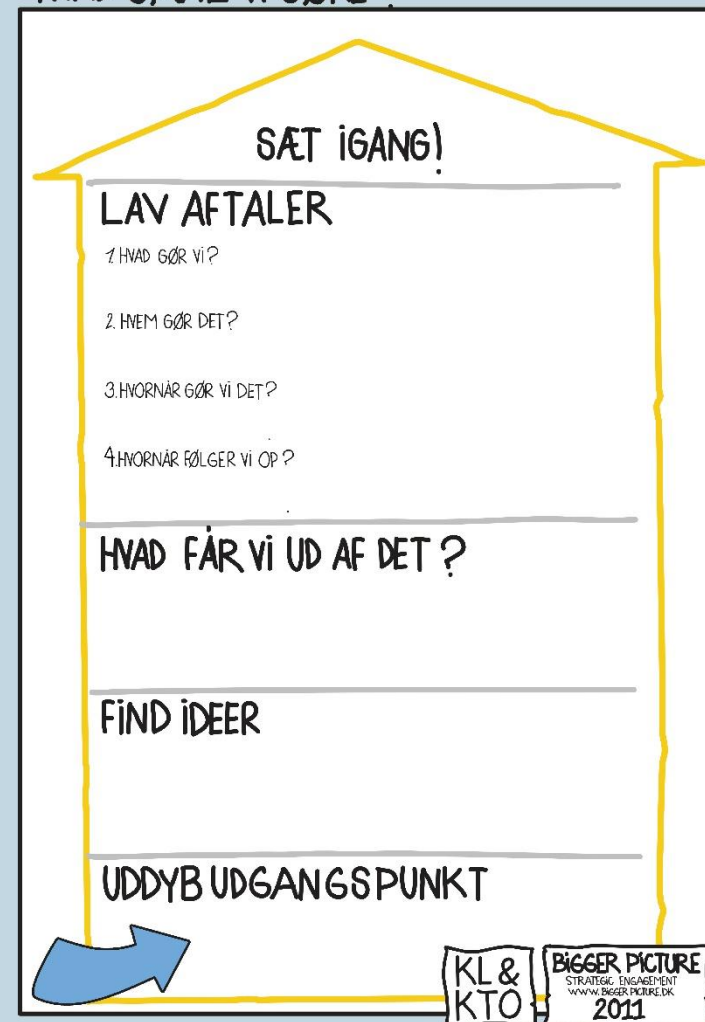 SÆT iGANG!
LAV AFTALER
1. HVAD GØR Vi?
2. HVEM GØR DET?
3. HVORNÅR GØR Vi DET?
4. HVORNÅR FØLGER Vi OP?
HVAD FÅR Vi UD AF DET?
FiND iDEER
UDDYB UDGANGSPUNKT
KL &
KTO
BiGGER PiCTURE
STRATEGIC ENGAGEMENT
WWW.BIGGERPICTURE.DK
2011